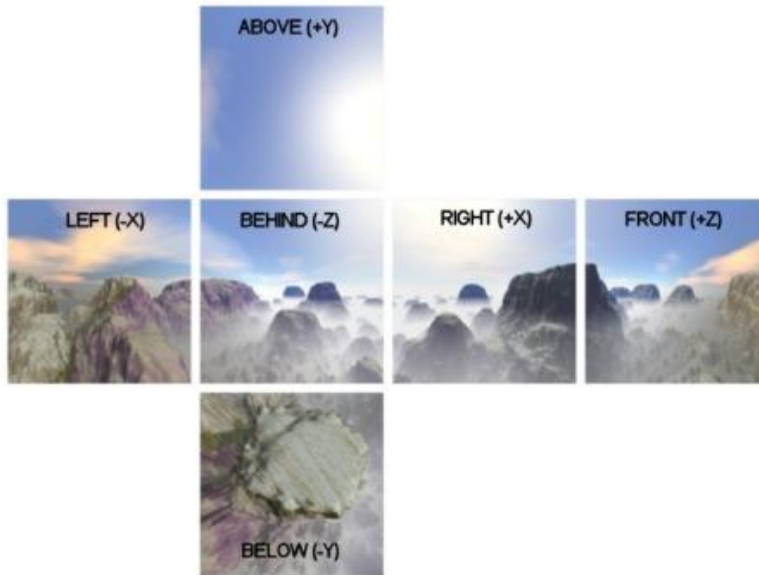 ABOVE (+Y)
LEFT (-X)
BEHIND (-Z)
RIGHT (+X)
FRONT (+Z)
BELOW (-Y)